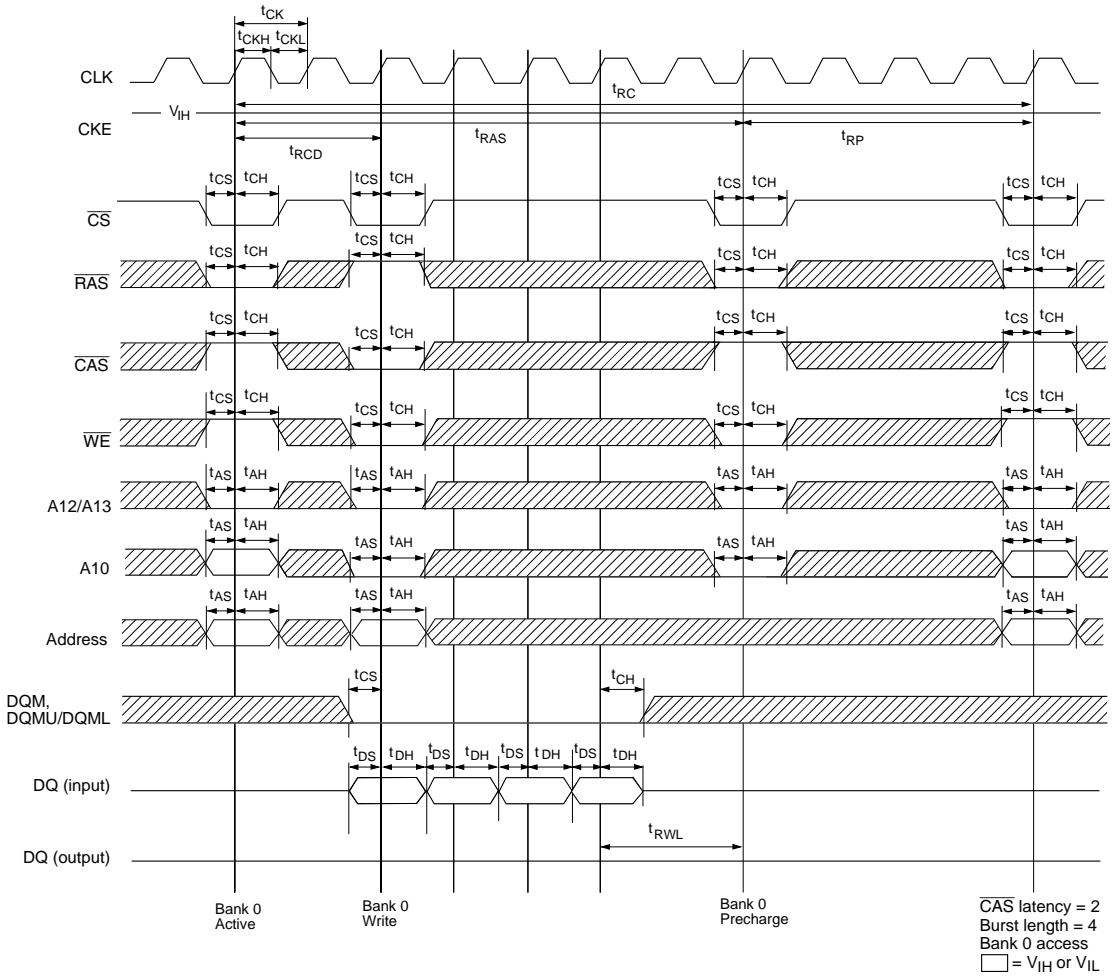 tCK
tCKH tCKL
CLK
tRC
VIH
CKE
tRAS tRP
tRCD
tCS tCH tCS tCH tCS tCH tCS tCH
CS
tCS tCH tCS tCH tCS tCH tCS tCH
RAS
tCS tCH tCS tCH tCS tCH tCS tCH
CAS
tCS tCH tCS tCH tCS tCH tCS tCH
WE
tAS tAH tAS tAH tAS tAH tAS tAH
A12/A13
tAS tAH tAS tAH tAS tAH tAS tAH
A10
tAS tAH tAS tAH tAS tAH
Address
tCS tCH
DQM,
DQMU/DQML
tDS tDH tDS tDH tDS tDH tDS tDH
DQ (input)
tRWL
DQ (output)
Bank 0
Active
Bank 0
Write
Bank 0
Precharge
CAS latency = 2
Burst length = 4
Bank 0 access
= VIH or VIL